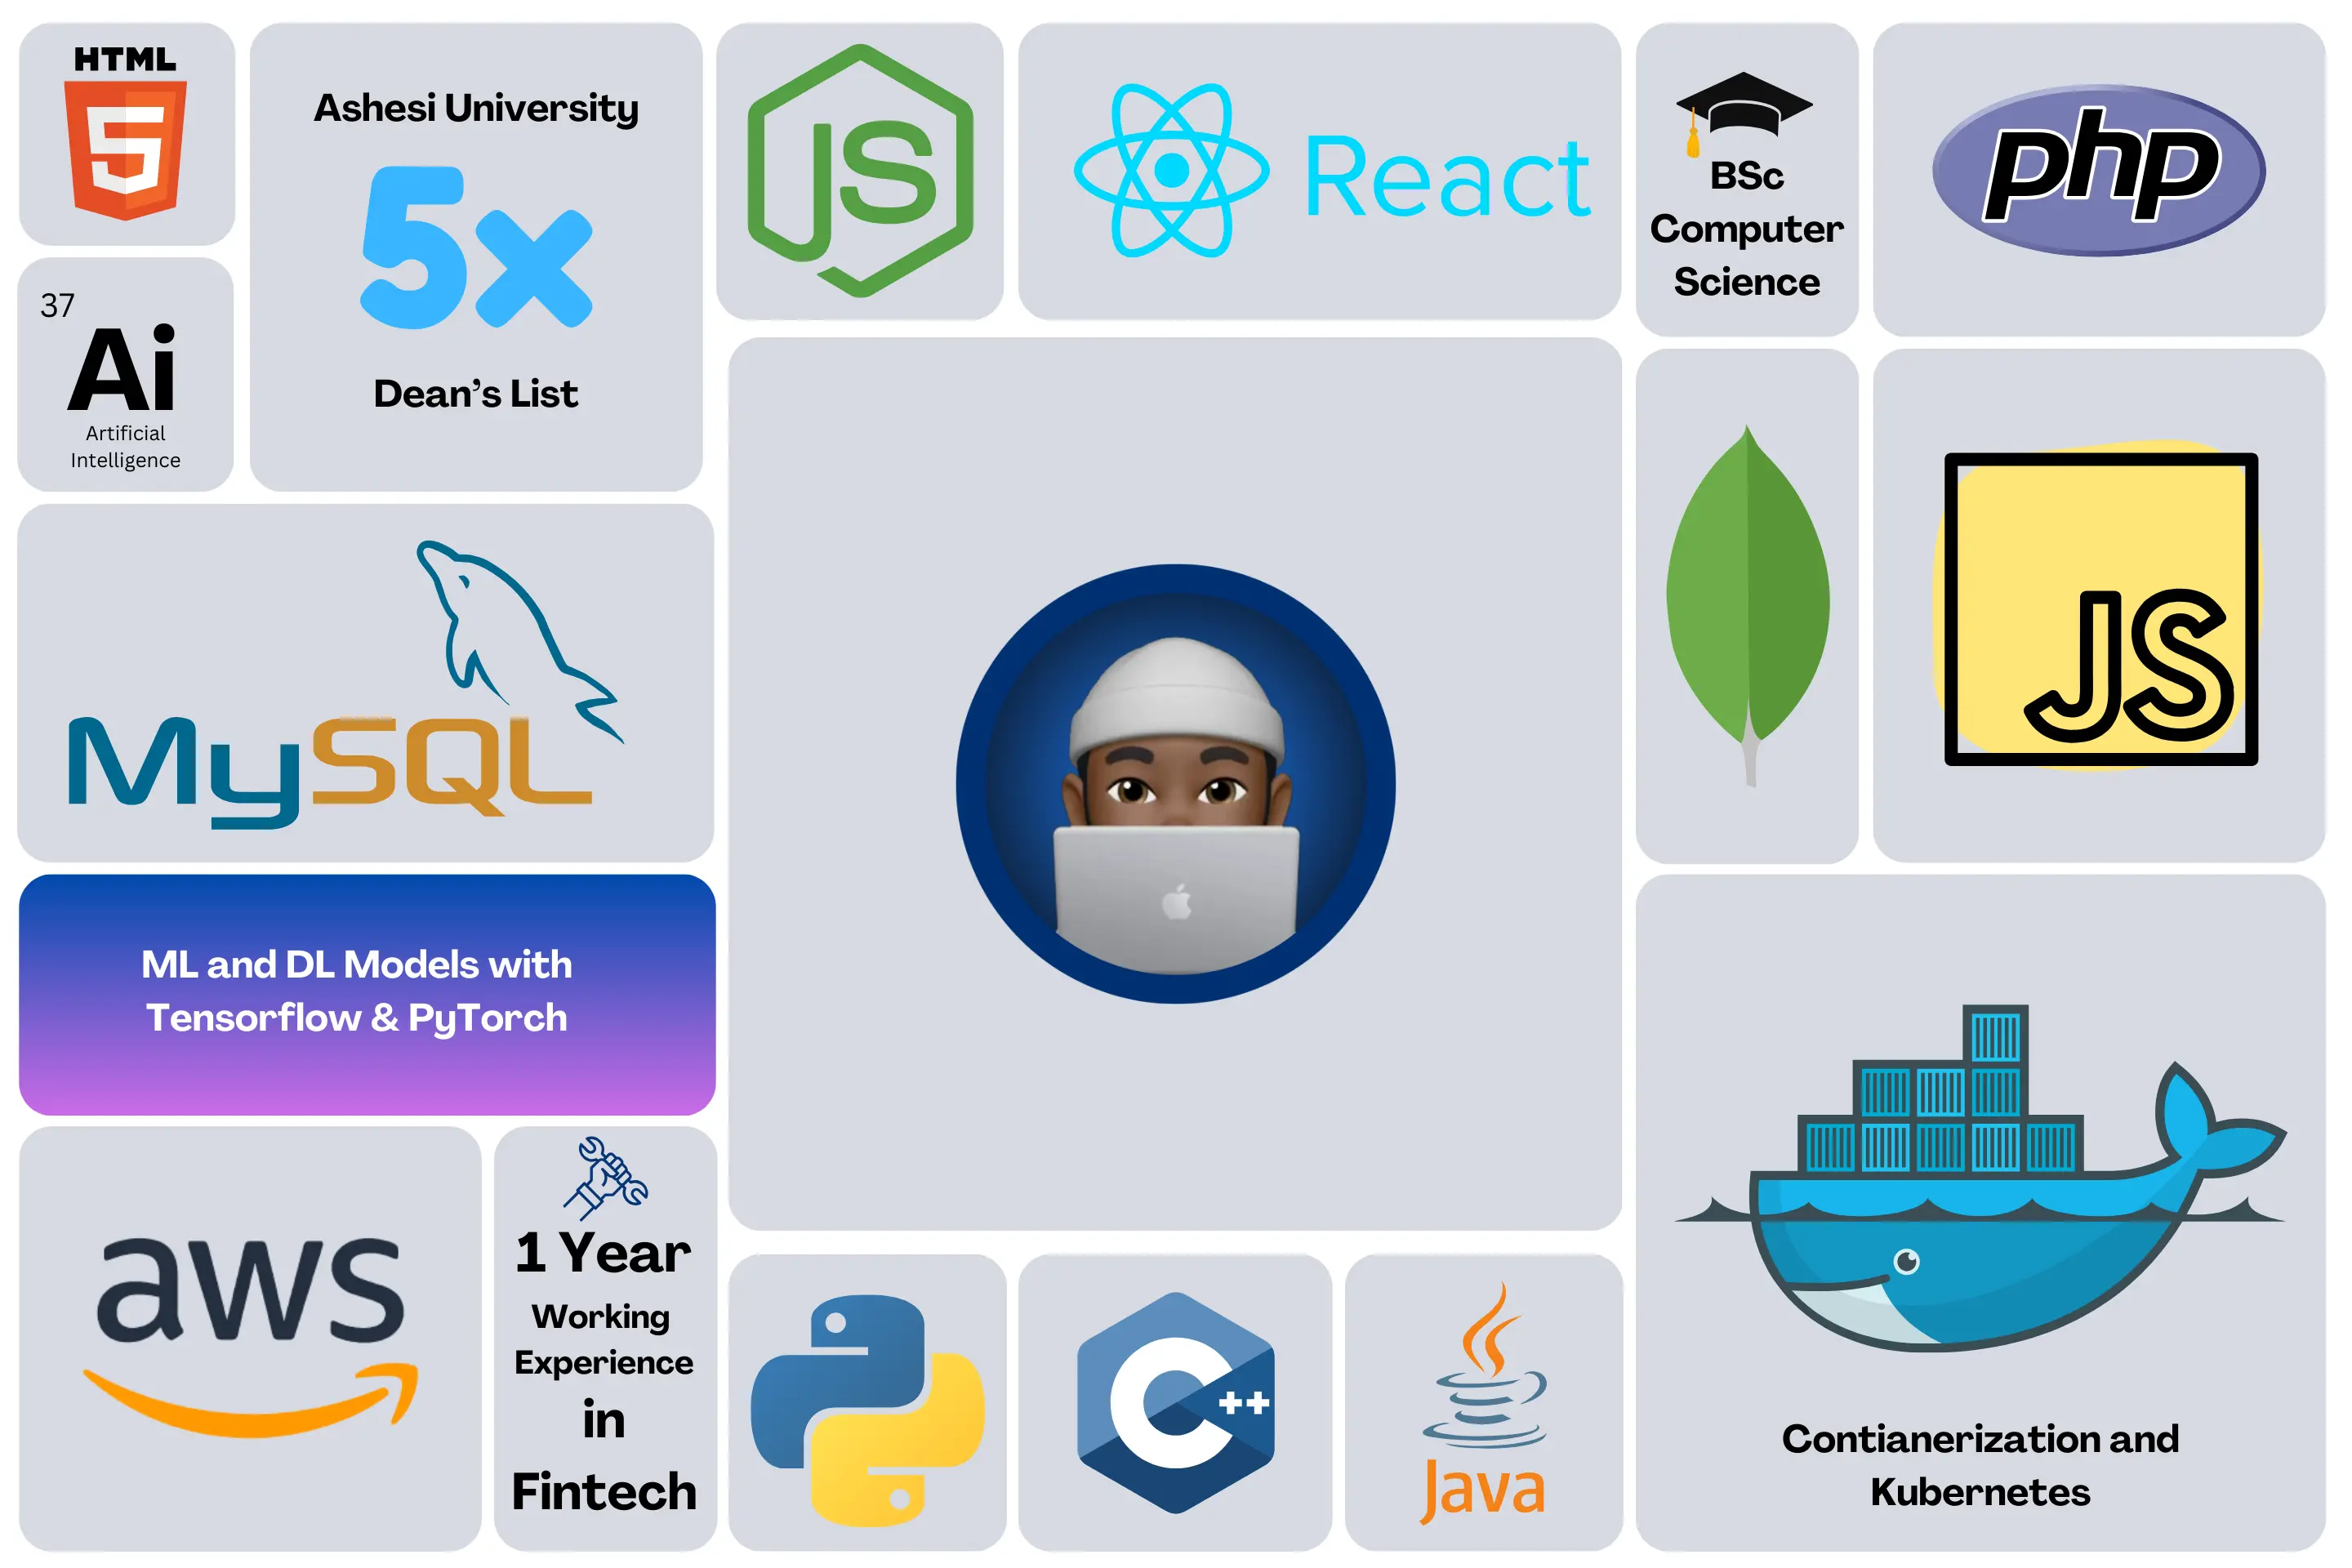 HTML
5
Ashesi University
5x
Dean's List
JS
React
BSc
Computer
Science
php
37
Ai
Artificial
Intelligence
MySQL
JS
ML and DL Models with
Tensorflow & PyTorch
aws
1 Year
Working
Experience
in
Fintech
C++
Java
Contianerization and
Kubernetes